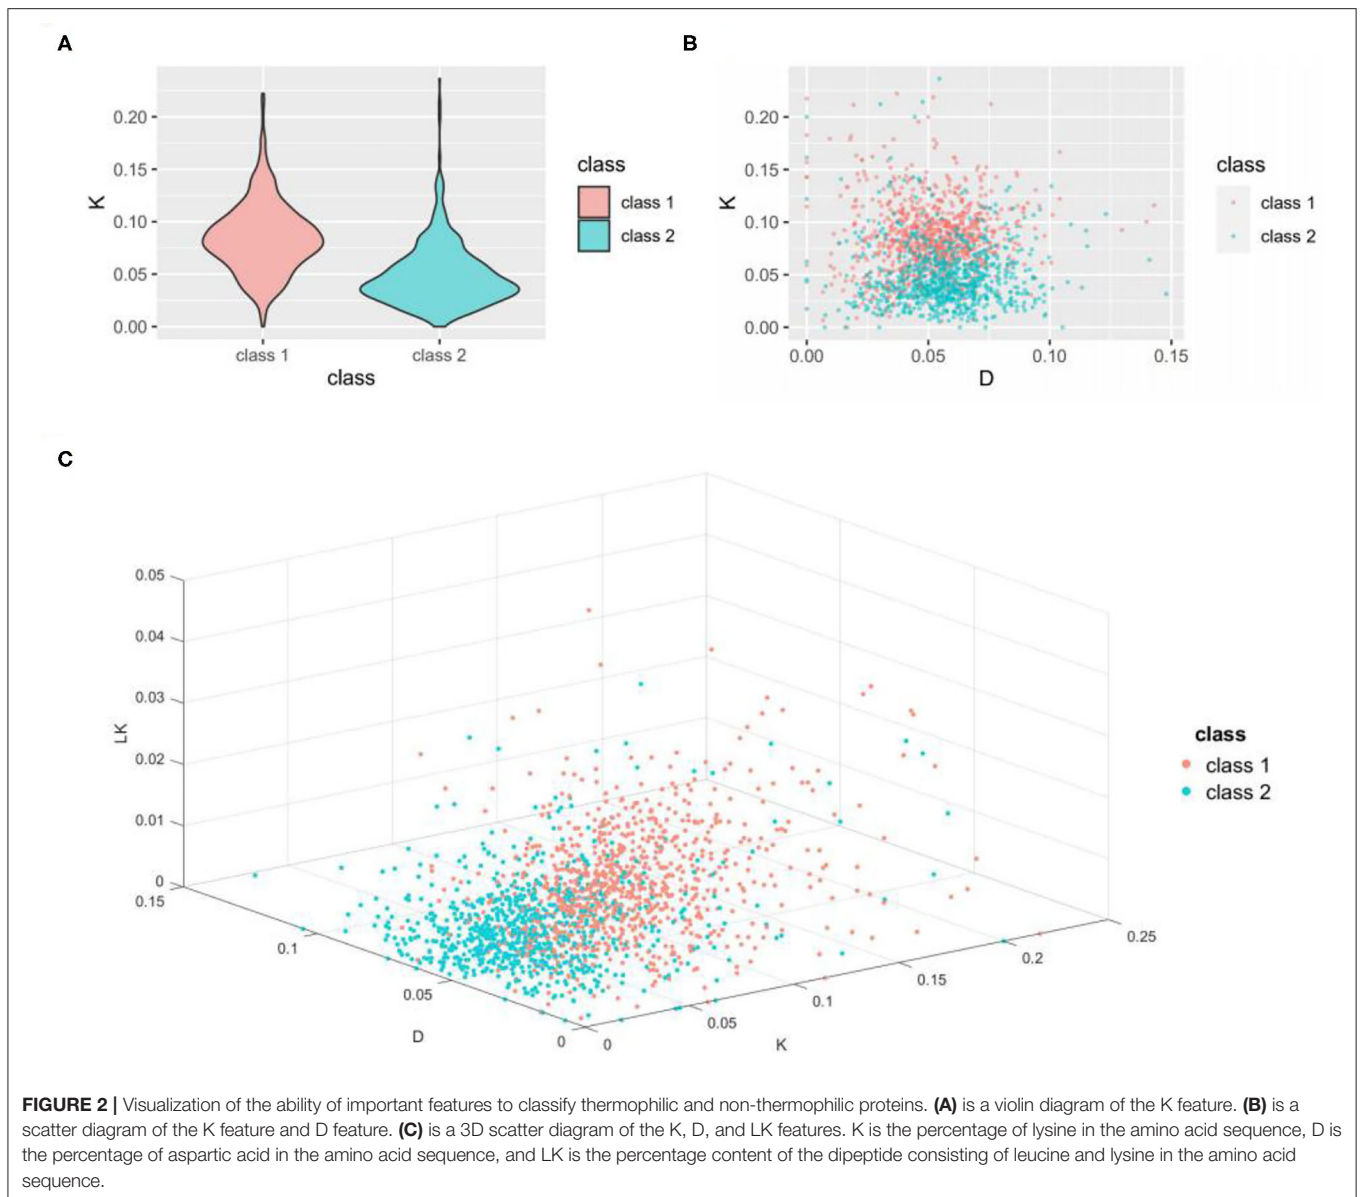 A
K
0.20
0.15
0.10
0.05
0.00
class 1
class 2
class
class
class 1
class 2
B
K
0.20
0.15
0.10
0.05
0.00
0.00
0.05
0.10
0.15
D
class
class 1
class 2
C
LK
0.05
0.04
0.03
0.02
0.01
0
0.15
0.1
0.05
0
D
0
0.05
0.1
0.15
0.2
0.25
K
class
class 1
class 2
FIGURE 2 | Visualization of the ability of important features to classify thermophilic and non-thermophilic proteins. (A) is a violin diagram of the K feature. (B) is a
scatter diagram of the K feature and D feature. (C) is a 3D scatter diagram of the K, D, and LK features. K is the percentage of lysine in the amino acid sequence, D is
the percentage of aspartic acid in the amino acid sequence, and LK is the percentage content of the dipeptide consisting of leucine and lysine in the amino acid
sequence.